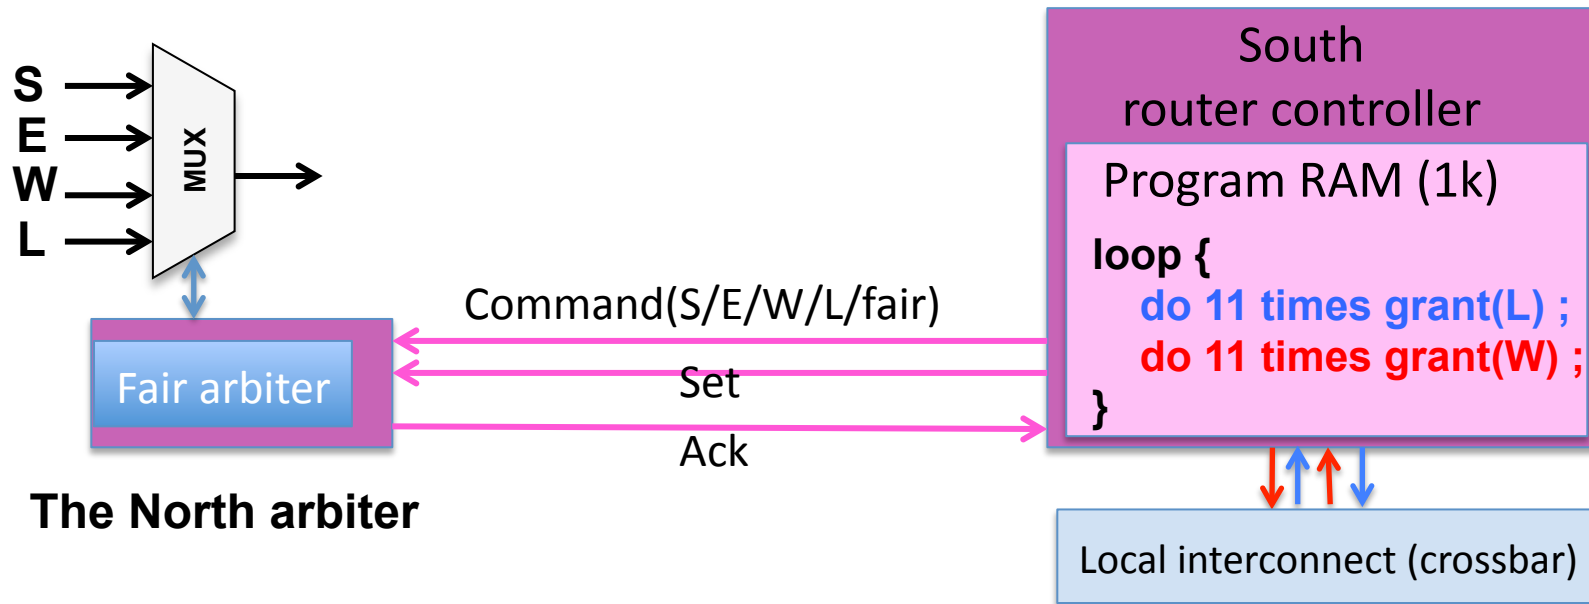 S
E
W
L
MUX
Fair arbiter
The North arbiter
Command(S/E/W/L/fair)
Set
Ack
South
router controller
Program RAM (1k)
loop {
do 11 times grant(L) ;
do 11 times grant(W) ;
}
Local interconnect (crossbar)